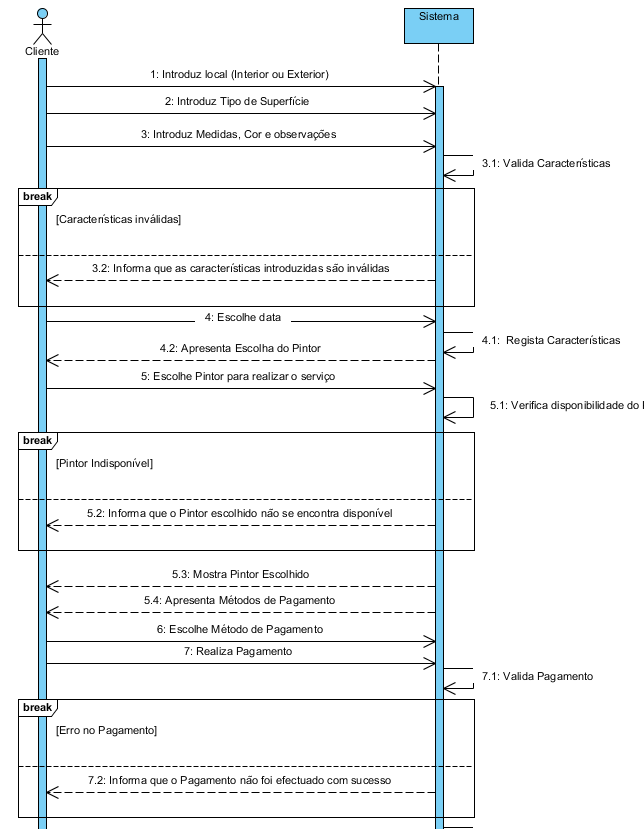 Sistema
Cliente
1: Introduz local (Interior ou Exterior)
2: Introduz Tipo de Superfície
3: Introduz Medidas, Cor e observações
3.1: Valida Características
break
[Características inválidas]
3.2: Informa que as características introduzidas são inválidas
4: Escolhe data
4.1: Regista Características
4.2: Apresenta Escolha do Pintor
5: Escolhe Pintor para realizar o serviço
5.1: Verifica disponibilidade do
break
[Pintor Indisponível]
5.2: Informa que o Pintor escolhido não se encontra disponível
5.3: Mostra Pintor Escolhido
5.4: Apresenta Métodos de Pagamento
6: Escolhe Método de Pagamento
7: Realiza Pagamento
7.1: Valida Pagamento
break
[Erro no Pagamento]
7.2: Informa que o Pagamento não foi efectuado com sucesso